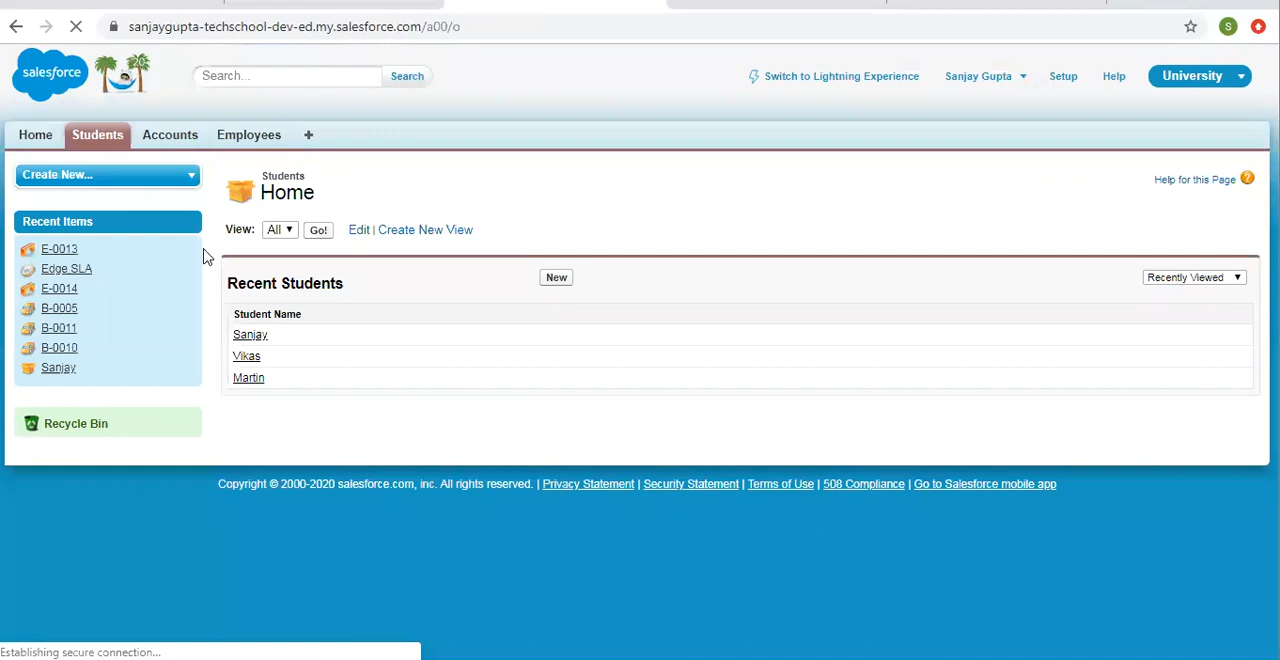 sanjaygupta-techschool-dev-ed.my.salesforce.com/a00/o
S
salesforce
Search...
Search
Switch to Lightning Experience
Sanjay Gupta
Setup
Help
University
Home
Students
Accounts
Employees
+
Create New...
Students
Home
Help for this Page ?
Recent Items
View: All Go! Edit | Create New View
E-0013
Edge SLA
E-0014
B-0005
B-0011
B-0010
Sanjay
Recycle Bin
Recent Students
New
Recently Viewed
Student Name
Sanjay
Vikas
Martin
Copyright © 2000-2020 salesforce.com, inc. All rights reserved. | Privacy Statement | Security Statement | Terms of Use | 508 Compliance | Go to Salesforce mobile app
Establishing secure connection...